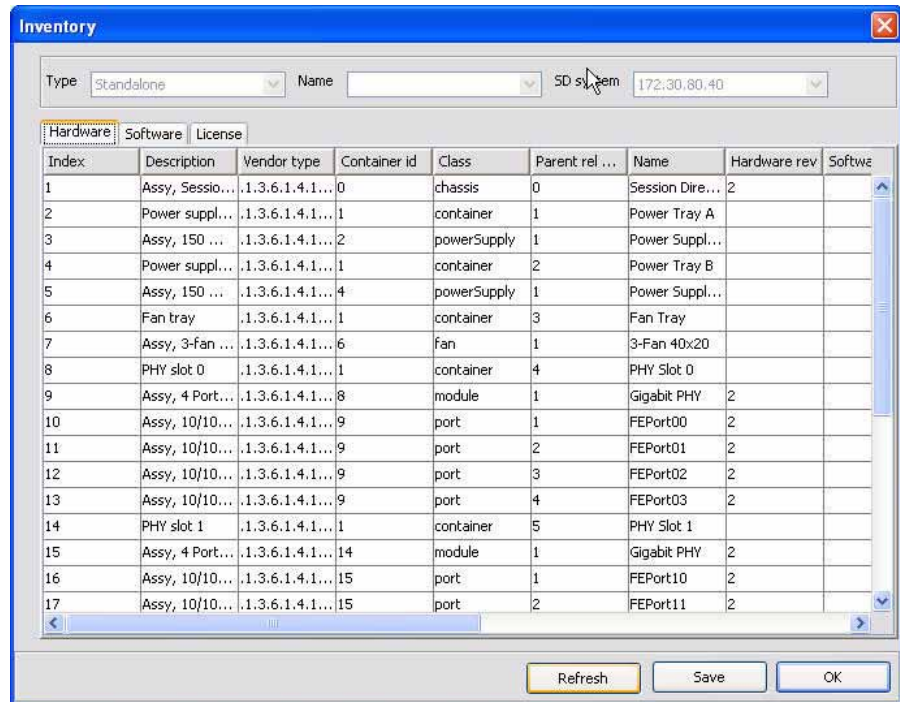 Inventory
Type Standalone Name SD system 172.30.80.40
Hardware Software License
Index Description Vendor type Container id Class Parent rel ... Name Hardware rev Softwa
1 Assy, Sessio... .1.3.6.1.4.1... 0 chassis 0 Session Dire... 2
2 Power suppl... .1.3.6.1.4.1... 1 container 1 Power Tray A
3 Assy, 150 ... .1.3.6.1.4.1... 2 powerSupply 1 Power Suppl...
4 Power suppl... .1.3.6.1.4.1... 1 container 2 Power Tray B
5 Assy, 150 ... .1.3.6.1.4.1... 4 powerSupply 1 Power Suppl...
6 Fan tray .1.3.6.1.4.1... 1 container 3 Fan Tray
7 Assy, 3-fan ... .1.3.6.1.4.1... 6 fan 1 3-Fan 40x20
8 PHY slot 0 .1.3.6.1.4.1... 1 container 4 PHY Slot 0
9 Assy, 4 Port... .1.3.6.1.4.1... 8 module 1 Gigabit PHY 2
10 Assy, 10/10... .1.3.6.1.4.1... 9 port 1 FEPort00 2
11 Assy, 10/10... .1.3.6.1.4.1... 9 port 2 FEPort01 2
12 Assy, 10/10... .1.3.6.1.4.1... 9 port 3 FEPort02 2
13 Assy, 10/10... .1.3.6.1.4.1... 9 port 4 FEPort03 2
14 PHY slot 1 .1.3.6.1.4.1... 1 container 5 PHY Slot 1
15 Assy, 4 Port... .1.3.6.1.4.1... 14 module 1 Gigabit PHY 2
16 Assy, 10/10... .1.3.6.1.4.1... 15 port 1 FEPort10 2
17 Assy, 10/10... .1.3.6.1.4.1... 15 port 2 FEPort11 2
Refresh Save OK